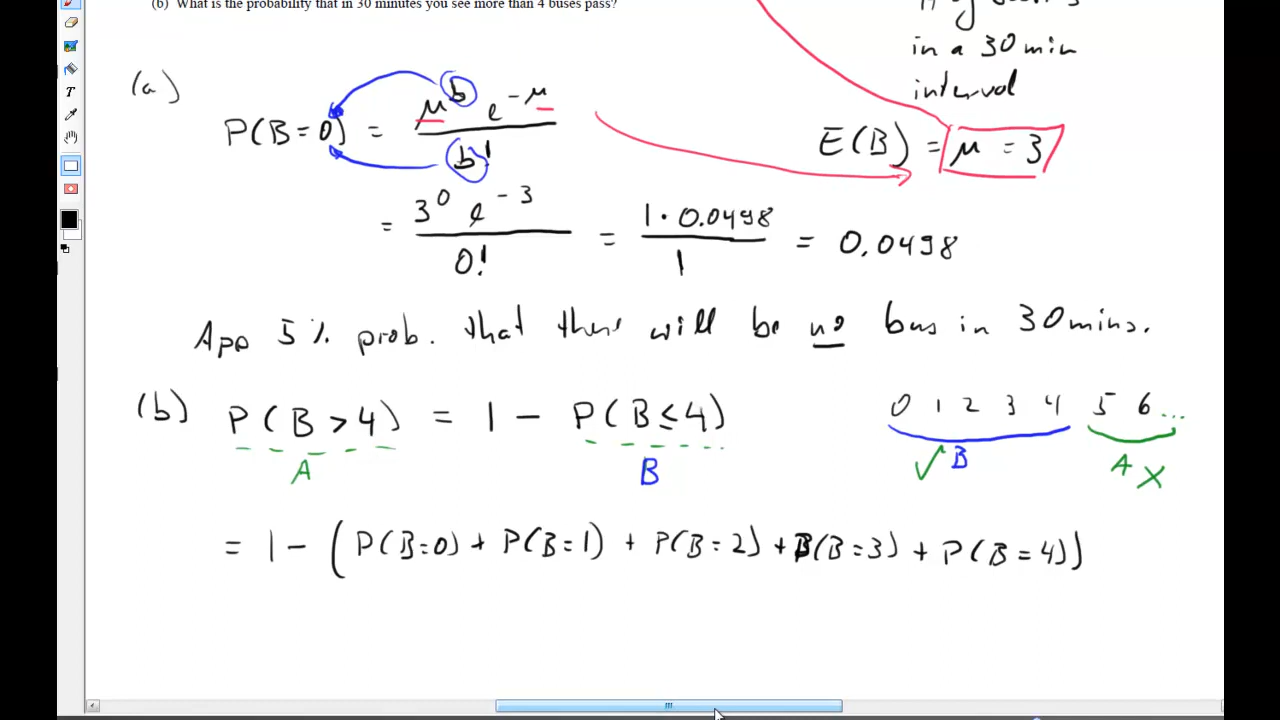 (b) What is the probability that in 30 minutes you see more than 4 buses pass?
in a 30 min
interval
(a)
P(B=0) = μ^b e^-μ / b!
E(B) = μ = 3
= 3^0 e^-3 / 0! = 1 · 0.0498 / 1 = 0.0498
App 5% prob. that there will be no bus in 30 mins.
(b) P(B>4) = 1 - P(B≤4)
0 1 2 3 4 5 6 ...
A B
✓ B A X
= 1 - (P(B=0) + P(B=1) + P(B=2) + P(B=3) + P(B=4))